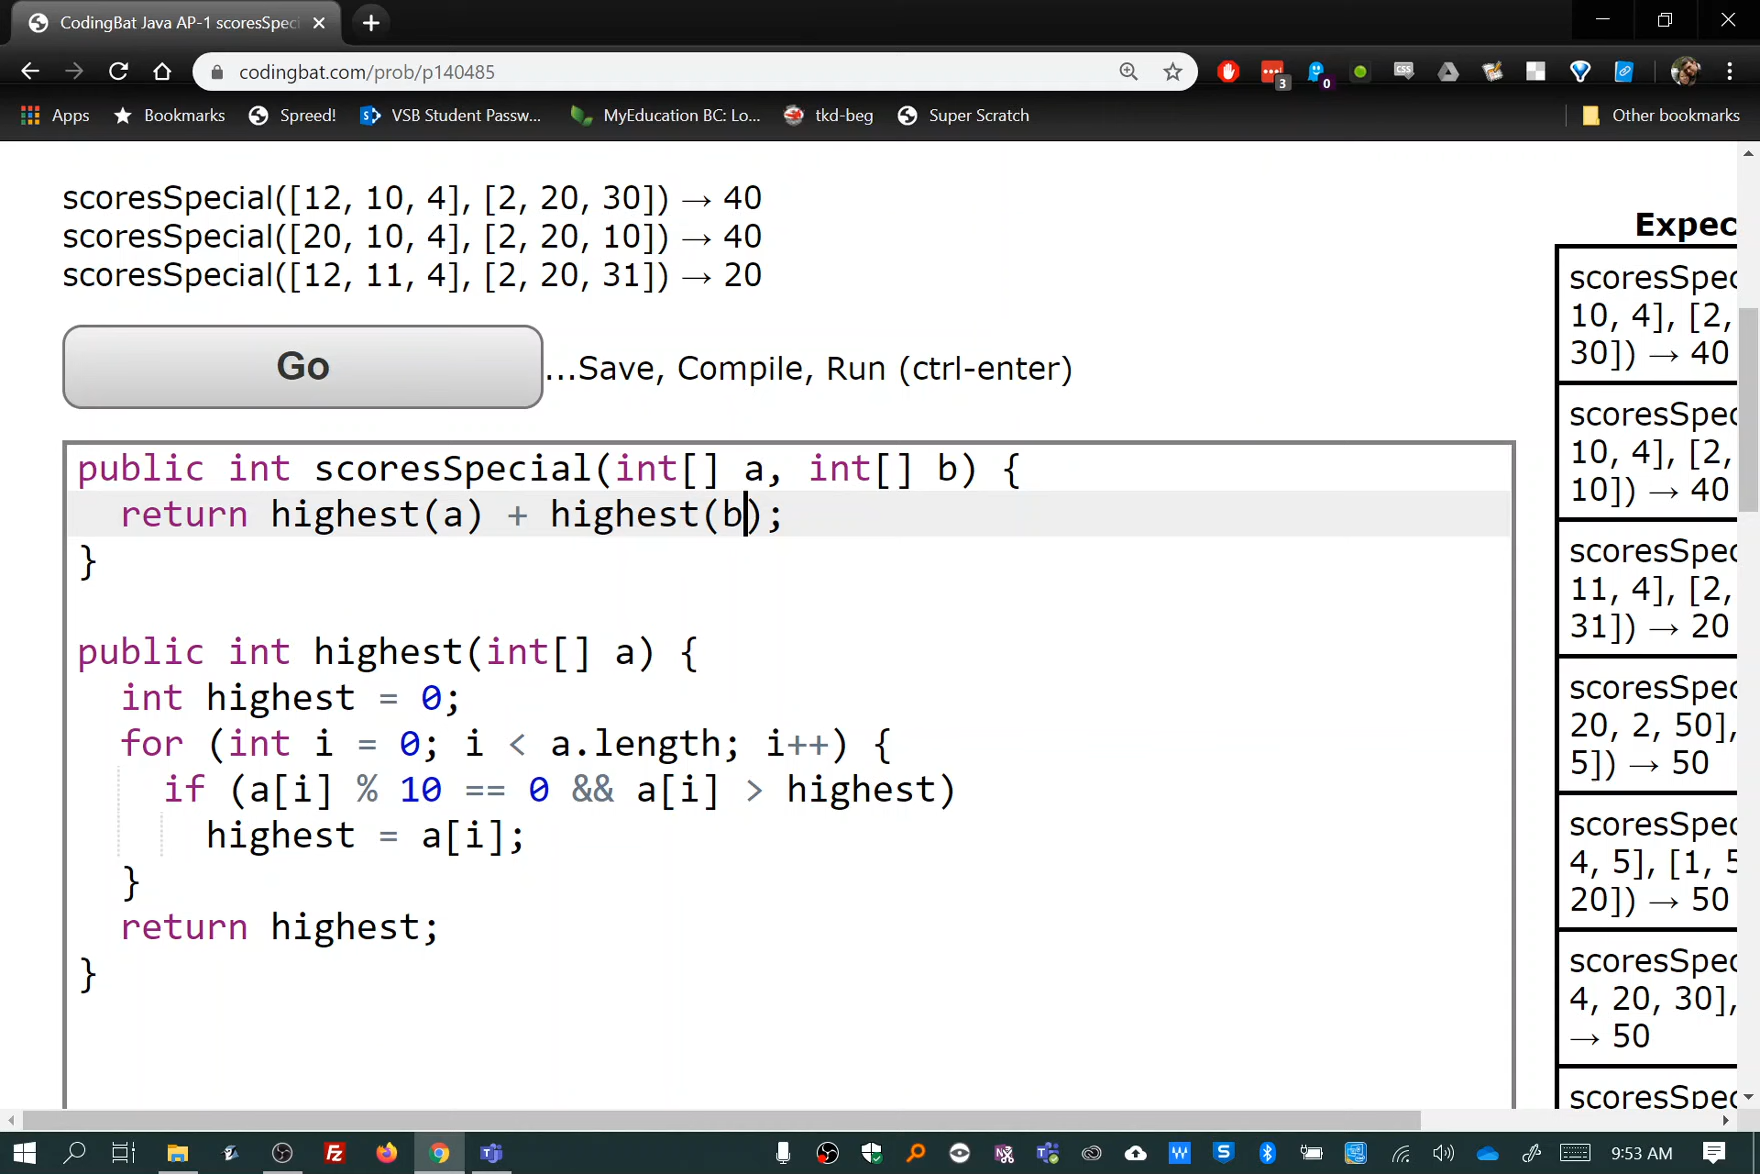 CodingBat Java AP-1 scoresSpeci
codingbat.com/prob/p140485
3
0
CSS
Apps
Bookmarks
Spreed!
VSB Student Passw...
MyEducation BC: Lo...
tkd-beg
Super Scratch
Other bookmarks
scoresSpecial([12, 10, 4], [2, 20, 30]) → 40
scoresSpecial([20, 10, 4], [2, 20, 10]) → 40
scoresSpecial([12, 11, 4], [2, 20, 31]) → 20
Go
...Save, Compile, Run (ctrl-enter)
public int scoresSpecial(int[] a, int[] b) {
return highest(a) + highest(b);
}
public int highest(int[] a) {
int highest = 0;
for (int i = 0; i < a.length; i++) {
if (a[i] % 10 == 0 && a[i] > highest)
highest = a[i];
}
return highest;
}
Expec
scoresSpec
10, 4], [2,
30]) → 40
scoresSpec
10, 4], [2,
10]) → 40
scoresSpec
11, 4], [2,
31]) → 20
scoresSpec
20, 2, 50],
5]) → 50
scoresSpec
4, 5], [1, 5
20]) → 50
scoresSpec
4, 20, 30],
→ 50
scoresSpec
9:53 AM